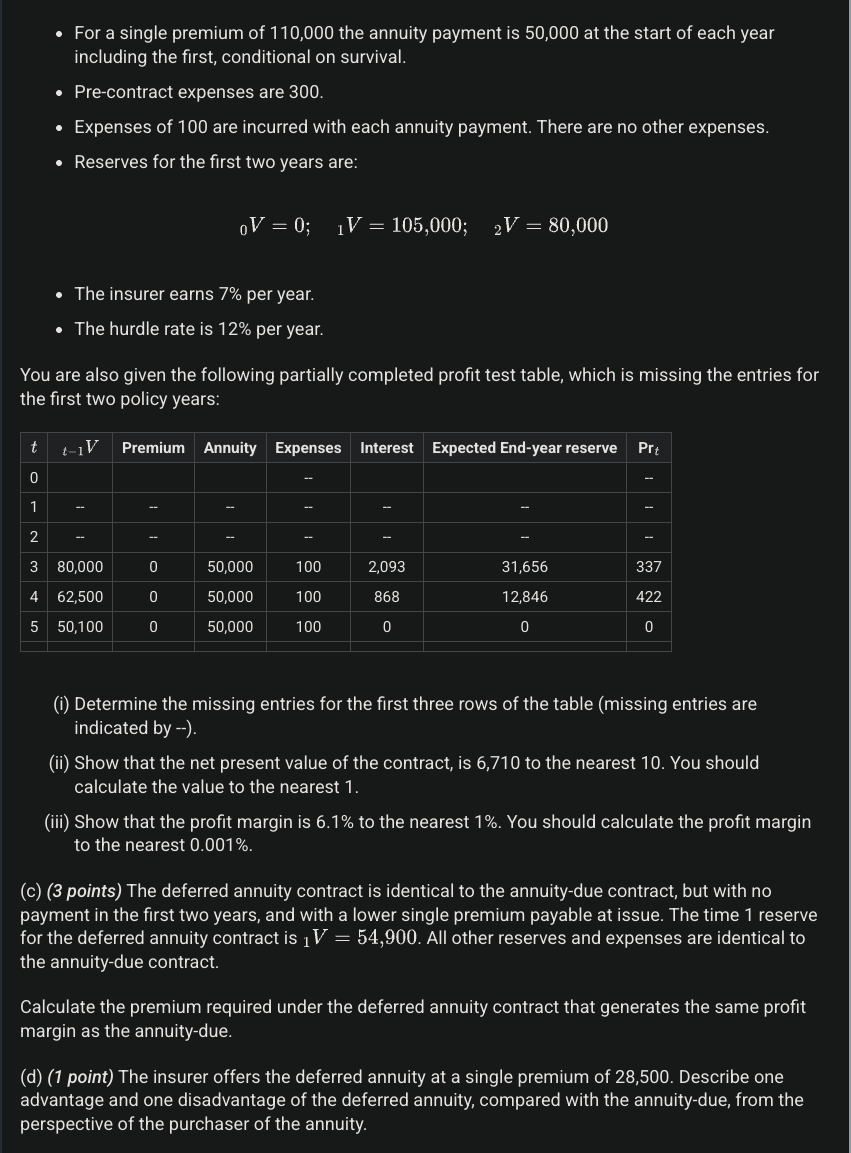 • For a single premium of 110,000 the annuity payment is 50,000 at the start of each year
including the first, conditional on survival.
• Pre-contract expenses are 300.
• Expenses of 100 are incurred with each annuity payment. There are no other expenses.
• Reserves for the first two years are:
₀V = 0; ₁V = 105,000; ₂V = 80,000
• The insurer earns 7% per year.
• The hurdle rate is 12% per year.
You are also given the following partially completed profit test table, which is missing the entries for
the first two policy years:
t ₜ₋₁V Premium Annuity Expenses Interest Expected End-year reserve Prₜ
0 -- --
1 -- -- -- -- -- -- --
2 -- -- -- -- -- -- --
3 80,000 0 50,000 100 2,093 31,656 337
4 62,500 0 50,000 100 868 12,846 422
5 50,100 0 50,000 100 0 0 0
(i) Determine the missing entries for the first three rows of the table (missing entries are
indicated by --).
(ii) Show that the net present value of the contract, is 6,710 to the nearest 10. You should
calculate the value to the nearest 1.
(iii) Show that the profit margin is 6.1% to the nearest 1%. You should calculate the profit margin
to the nearest 0.001%.
(c) (3 points) The deferred annuity contract is identical to the annuity-due contract, but with no
payment in the first two years, and with a lower single premium payable at issue. The time 1 reserve
for the deferred annuity contract is ₁V = 54,900. All other reserves and expenses are identical to
the annuity-due contract.
Calculate the premium required under the deferred annuity contract that generates the same profit
margin as the annuity-due.
(d) (1 point) The insurer offers the deferred annuity at a single premium of 28,500. Describe one
advantage and one disadvantage of the deferred annuity, compared with the annuity-due, from the
perspective of the purchaser of the annuity.